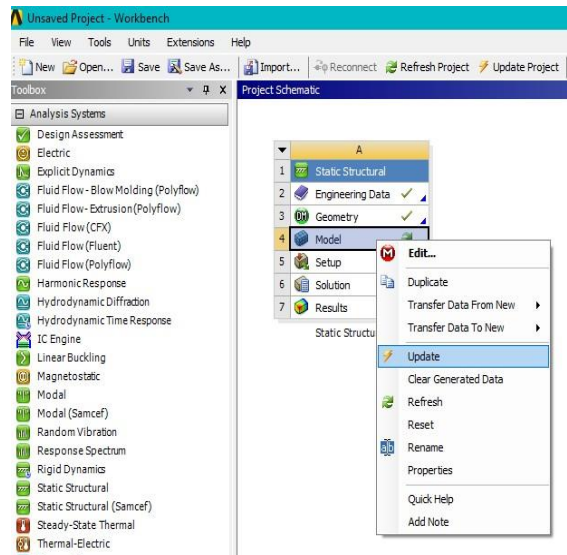 Unsaved Project - Workbench
File View Tools Units Extensions Help
New Open... Save Save As... Import... Reconnect Refresh Project Update Project
Toolbox
Project Schematic
Analysis Systems
Design Assessment
Electric
Explicit Dynamics
Fluid Flow - Blow Molding (Polyflow)
Fluid Flow - Extrusion (Polyflow)
Fluid Flow (CFX)
Fluid Flow (Fluent)
Fluid Flow (Polyflow)
Harmonic Response
Hydrodynamic Diffraction
Hydrodynamic Time Response
IC Engine
Linear Buckling
Magnetostatic
Modal
Modal (Samcef)
Random Vibration
Response Spectrum
Rigid Dynamics
Static Structural
Static Structural (Samcef)
Steady-State Thermal
Thermal-Electric
A
1 Static Structural
2 Engineering Data
3 Geometry
4 Model
5 Setup
6 Solution
7 Results
Static Structu
Edit...
Duplicate
Transfer Data From New
Transfer Data To New
Update
Clear Generated Data
Refresh
Reset
Rename
Properties
Quick Help
Add Note